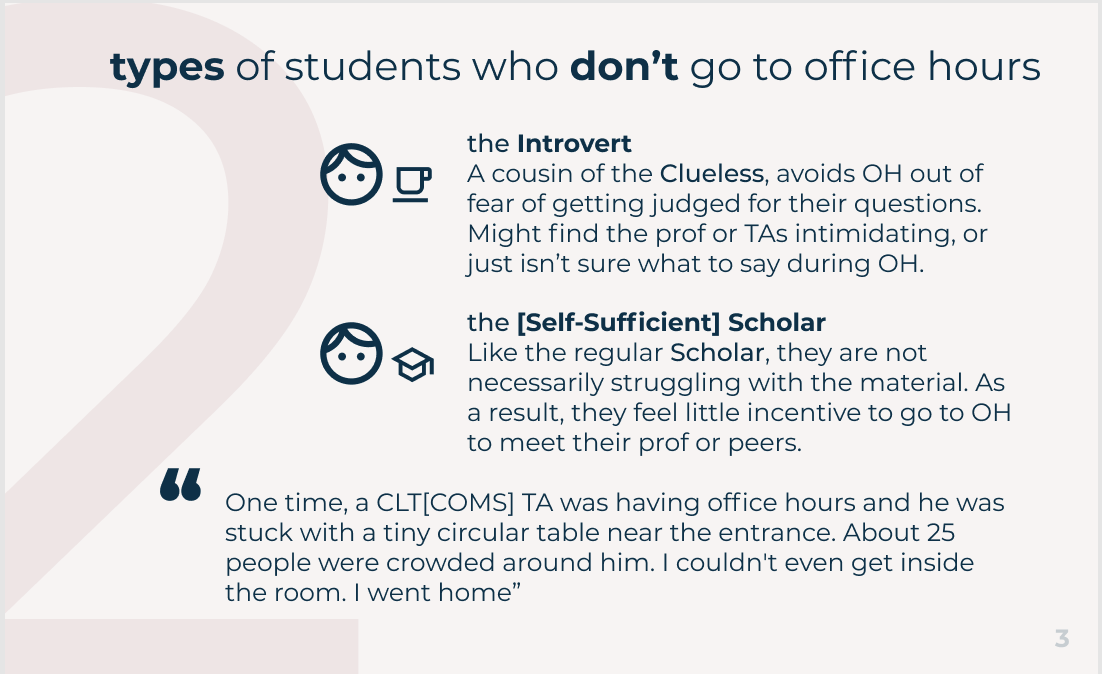 2
types of students who don’t go to office hours
the Introvert
A cousin of the Clueless, avoids OH out of
fear of getting judged for their questions.
Might find the prof or TAs intimidating, or
just isn’t sure what to say during OH.
the [Self-Sufficient] Scholar
Like the regular Scholar, they are not
necessarily struggling with the material. As
a result, they feel little incentive to go to OH
to meet their prof or peers.
“ One time, a CLT[COMS] TA was having office hours and he was
stuck with a tiny circular table near the entrance. About 25
people were crowded around him. I couldn't even get inside
the room. I went home”
3